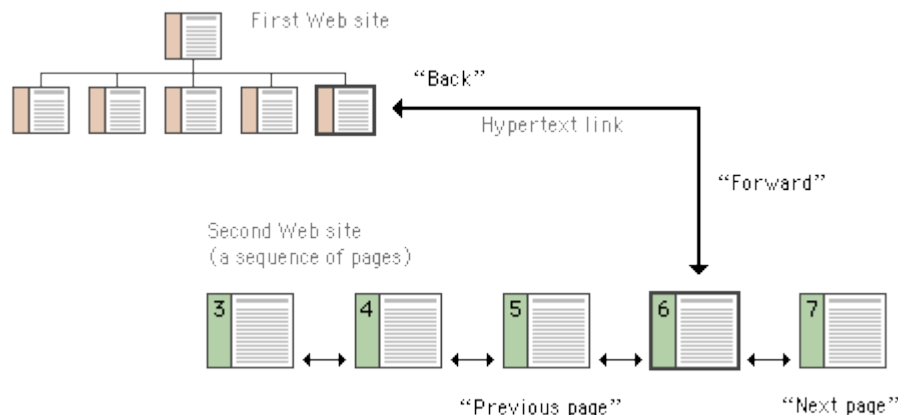 First Web site
“Back”
Hypertext link
“Forward”
Second Web site
(a sequence of pages)
3
4
5
6
7
“Previous page”
“Next page”